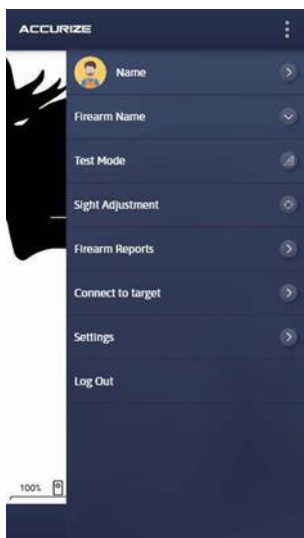 ACCURIZE
Name
Firearm Name
Test Mode
Sight Adjustment
Firearm Reports
Connect to target
Settings
Log Out
100%